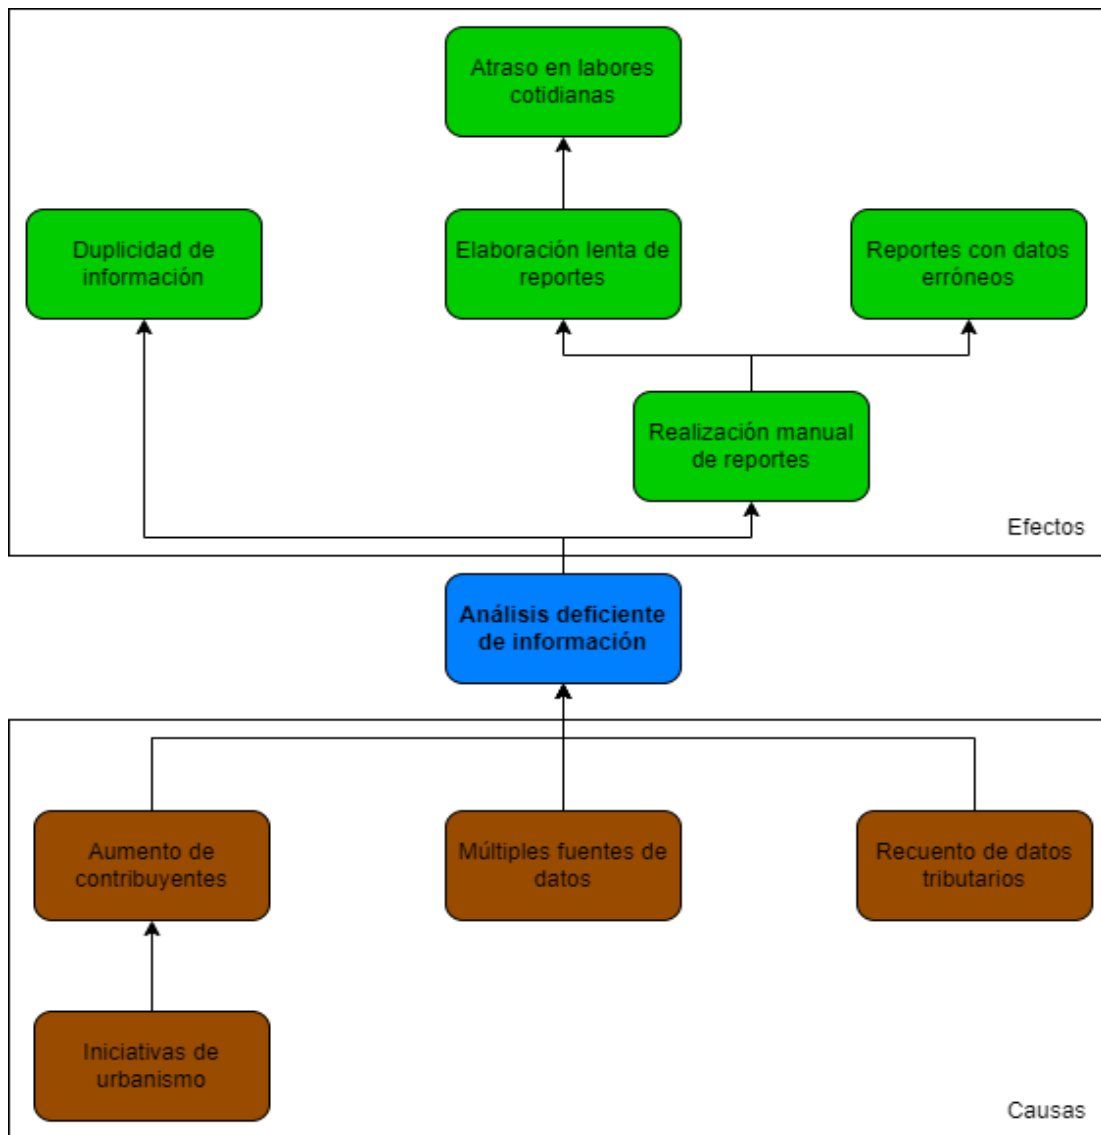 Atraso en labores
cotidianas
Duplicidad de
información
Elaboración lenta de
reportes
Reportes con datos
erróneos
Realización manual
de reportes
Efectos
Análisis deficiente
de información
Aumento de
contribuyentes
Múltiples fuentes de
datos
Recuento de datos
tributarios
Iniciativas de
urbanismo
Causas